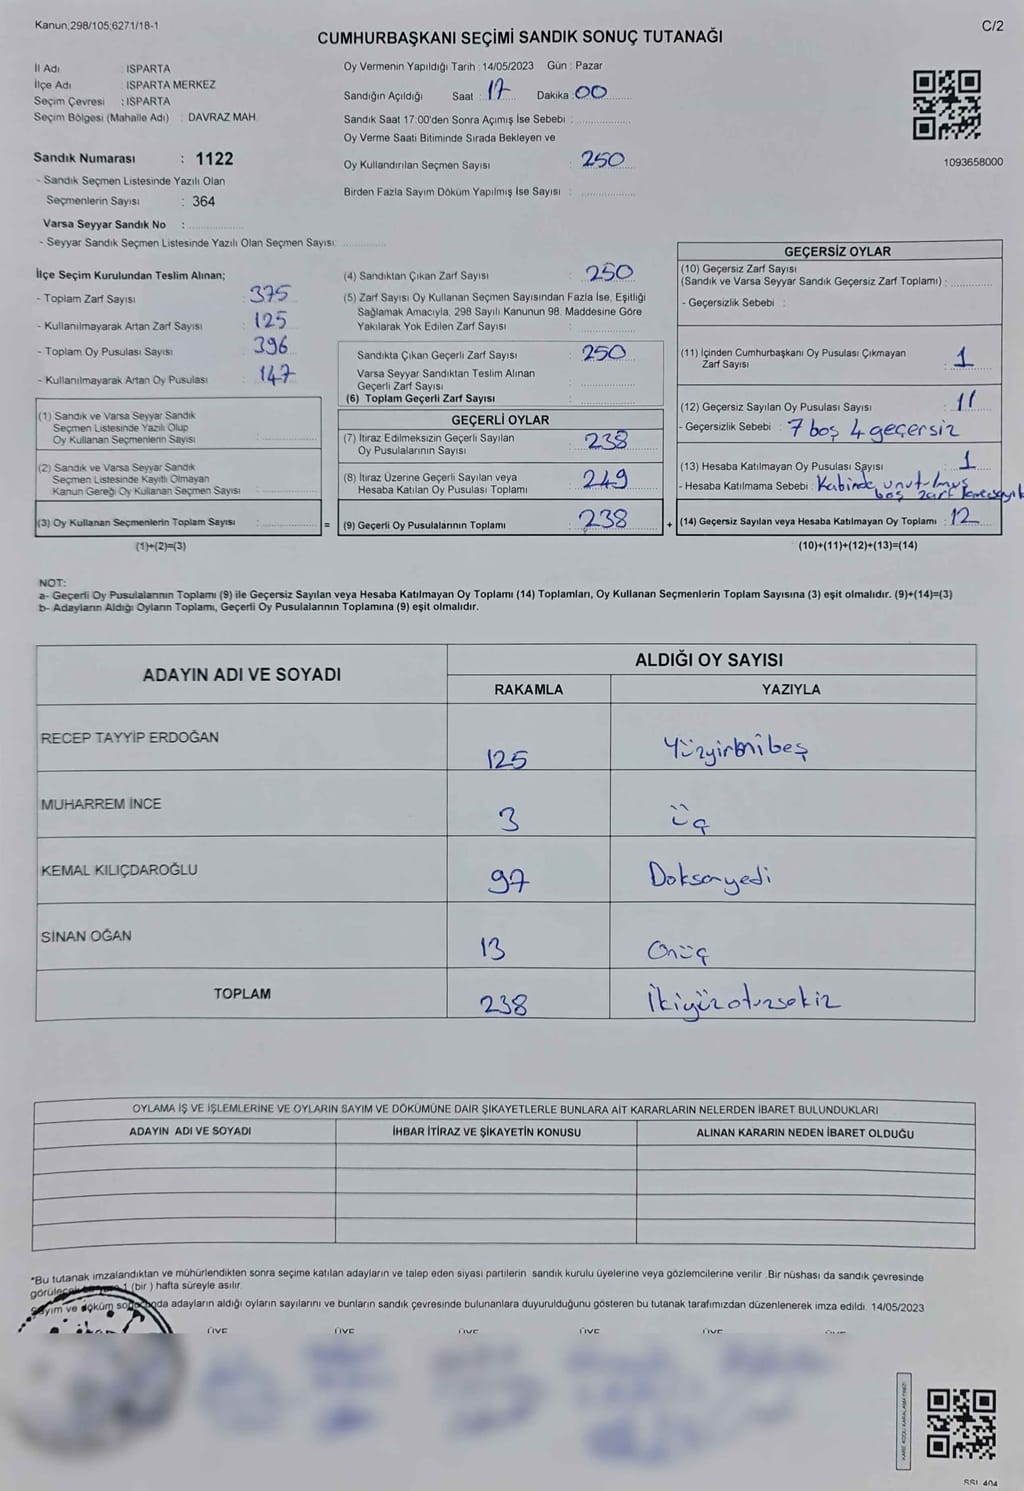 Kanun;298/105;6271/18-1
C/2
CUMHURBAŞKANI SEÇİMİ SANDIK SONUÇ TUTANAĞI
İl Adı : ISPARTA
İlçe Adı : ISPARTA MERKEZ
Seçim Çevresi : ISPARTA
Seçim Bölgesi (Mahalle Adı) : DAVRAZ MAH.
Sandık Numarası : 1122
- Sandık Seçmen Listesinde Yazılı Olan
Seçmenlerin Sayısı : 364
Varsa Seyyar Sandık No :
- Seyyar Sandık Seçmen Listesinde Yazılı Olan Seçmen Sayısı:
Oy Vermenin Yapıldığı Tarih : 14/05/2023 Gün : Pazar
Sandığın Açıldığı Saat : 17 Dakika : 00
Sandık Saat 17:00'den Sonra Açımış İse Sebebi :
Oy Verme Saati Bitiminde Sırada Bekleyen ve
Oy Kullandırılan Seçmen Sayısı : 250
Birden Fazla Sayım Döküm Yapılmış İse Sayısı :
1093658000
İlçe Seçim Kurulundan Teslim Alınan;
- Toplam Zarf Sayısı : 375
- Kullanılmayarak Artan Zarf Sayısı : 125
- Toplam Oy Pusulası Sayısı : 396
- Kullanılmayarak Artan Oy Pusulası : 147
(1) Sandık ve Varsa Seyyar Sandık
Seçmen Listesinde Yazılı Olup
Oy Kullanan Seçmenlerin Sayısı :
(2) Sandık ve Varsa Seyyar Sandık
Seçmen Listesinde Kayıtlı Olmayan
Kanun Gereği Oy Kullanan Seçmen Sayısı :
(3) Oy Kullanan Seçmenlerin Toplam Sayısı :
(1)+(2)=(3)
=
(4) Sandıktan Çıkan Zarf Sayısı : 250
(5) Zarf Sayısı Oy Kullanan Seçmen Sayısından Fazla İse, Eşitliği
Sağlamak Amacıyla, 298 Sayılı Kanunun 98. Maddesine Göre
Yakılarak Yok Edilen Zarf Sayısı :
Sandıkta Çıkan Geçerli Zarf Sayısı : 250
Varsa Seyyar Sandıktan Teslim Alınan
Geçerli Zarf Sayısı :
(6) Toplam Geçerli Zarf Sayısı :
GEÇERLİ OYLAR
(7) İtiraz Edilmeksizin Geçerli Sayılan
Oy Pusulalarının Sayısı : 238
(8) İtiraz Üzerine Geçerli Sayılan veya
Hesaba Katılan Oy Pusulası Toplamı : 249
(9) Geçerli Oy Pusulalarının Toplamı : 238
+
GEÇERSİZ OYLAR
(10) Geçersiz Zarf Sayısı
(Sandık ve Varsa Seyyar Sandık Geçersiz Zarf Toplamı) :
- Geçersizlik Sebebi :
(11) İçinden Cumhurbaşkanı Oy Pusulası Çıkmayan
Zarf Sayısı : 1
(12) Geçersiz Sayılan Oy Pusulası Sayısı : 11
- Geçersizlik Sebebi : 7 boş 4 geçersiz
(13) Hesaba Katılmayan Oy Pusulası Sayısı : 1
- Hesaba Katılmama Sebebi : Kabinde unutulmuş
boş zarf
(14) Geçersiz Sayılan veya Hesaba Katılmayan Oy Toplamı : 12
(10)+(11)+(12)+(13)=(14)
NOT:
a- Geçerli Oy Pusulalarının Toplamı (9) ile Geçersiz Sayılan veya Hesaba Katılmayan Oy Toplamı (14) Toplamları, Oy Kullanan Seçmenlerin Toplam Sayısına (3) eşit olmalıdır. (9)+(14)=(3)
b- Adayların Aldığı Oyların Toplamı, Geçerli Oy Pusulalarının Toplamına (9) eşit olmalıdır.
ADAYIN ADI VE SOYADI
ALDIĞI OY SAYISI
RAKAMLA YAZIYLA
RECEP TAYYİP ERDOĞAN 125 Yüzyirmibeş
MUHARREM İNCE 3 üç
KEMAL KILIÇDAROĞLU 97 Doksanyedi
SİNAN OĞAN 13 Onüç
TOPLAM 238 İkiyüzotuzsekiz
OYLAMA İŞ VE İŞLEMLERİNE VE OYLARIN SAYIM VE DÖKÜMÜNE DAİR ŞİKAYETLERLE BUNLARA AİT KARARLARIN NELERDEN İBARET BULUNDUKLARI
ADAYIN ADI VE SOYADI İHBAR İTİRAZ VE ŞİKAYETİN KONUSU ALINAN KARARIN NEDEN İBARET OLDUĞU
*Bu tutanak imzalandıktan ve mühürlendikten sonra seçime katılan adayların ve talep eden siyasi partilerin sandık kurulu üyelerine veya gözlemcilerine verilir. Bir nüshası da sandık çevresinde
1 (bir ) hafta süreyle asılır.
Sayım ve döküm sonucunda adayların aldığı oyların sayılarını ve bunların sandık çevresinde bulunanlara duyurulduğunu gösteren bu tutanak tarafımızdan düzenlenerek imza edildi. 14/05/2023
ÜYE ÜYE ÜYE ÜYE ÜYE
SSL 404